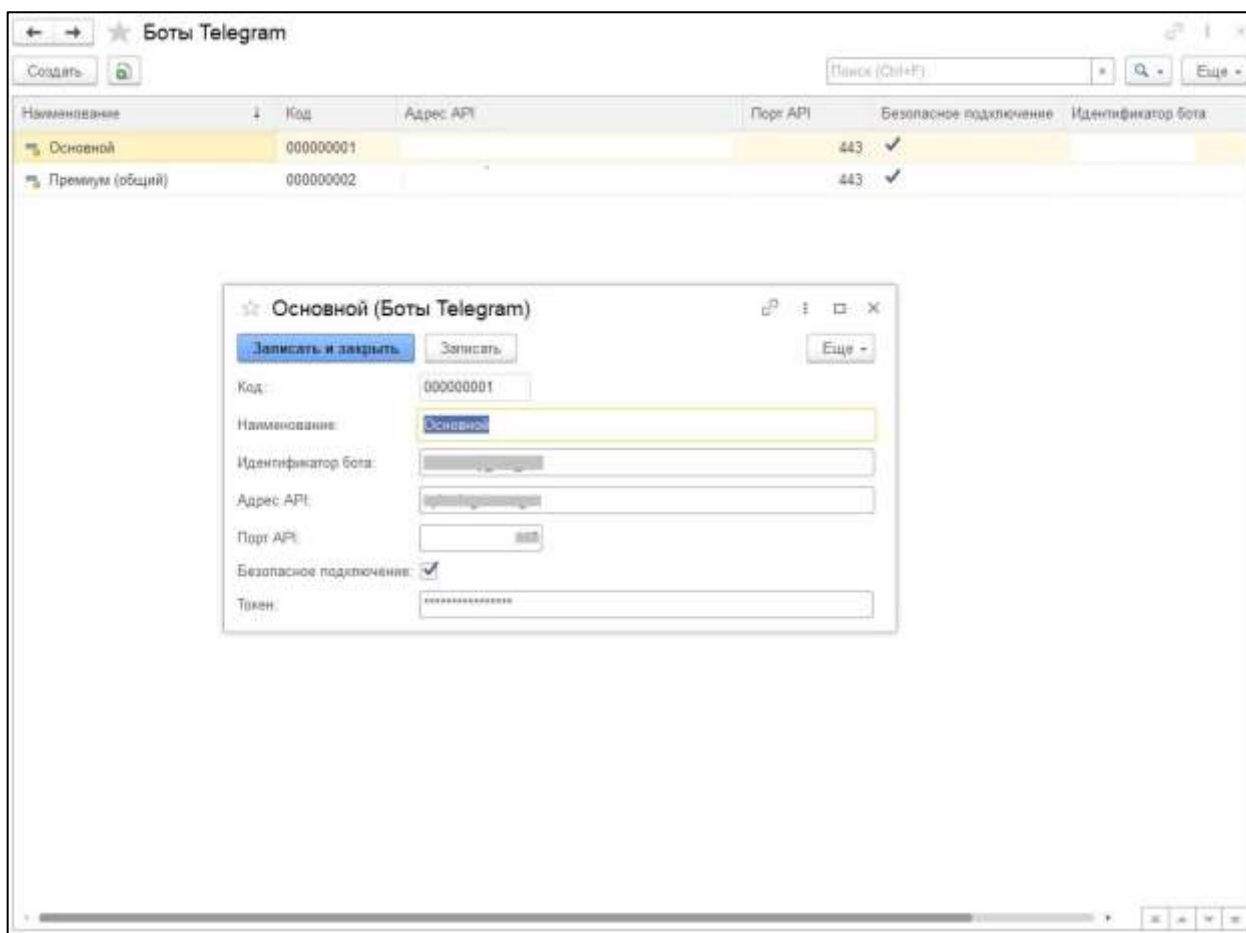 Боты Telegram
Создать Поиск (Ctrl+F) Еще
Наименование Код Адрес API Порт API Безопасное подключение Идентификатор бота
Основной 000000001 443
Премиум (общий) 000000002 443
Основной (Боты Telegram)
Записать и закрыть Записать Еще
Код: 000000001
Наименование: Основной
Идентификатор бота:
Адрес API:
Порт API:
Безопасное подключение:
Токен: ****************